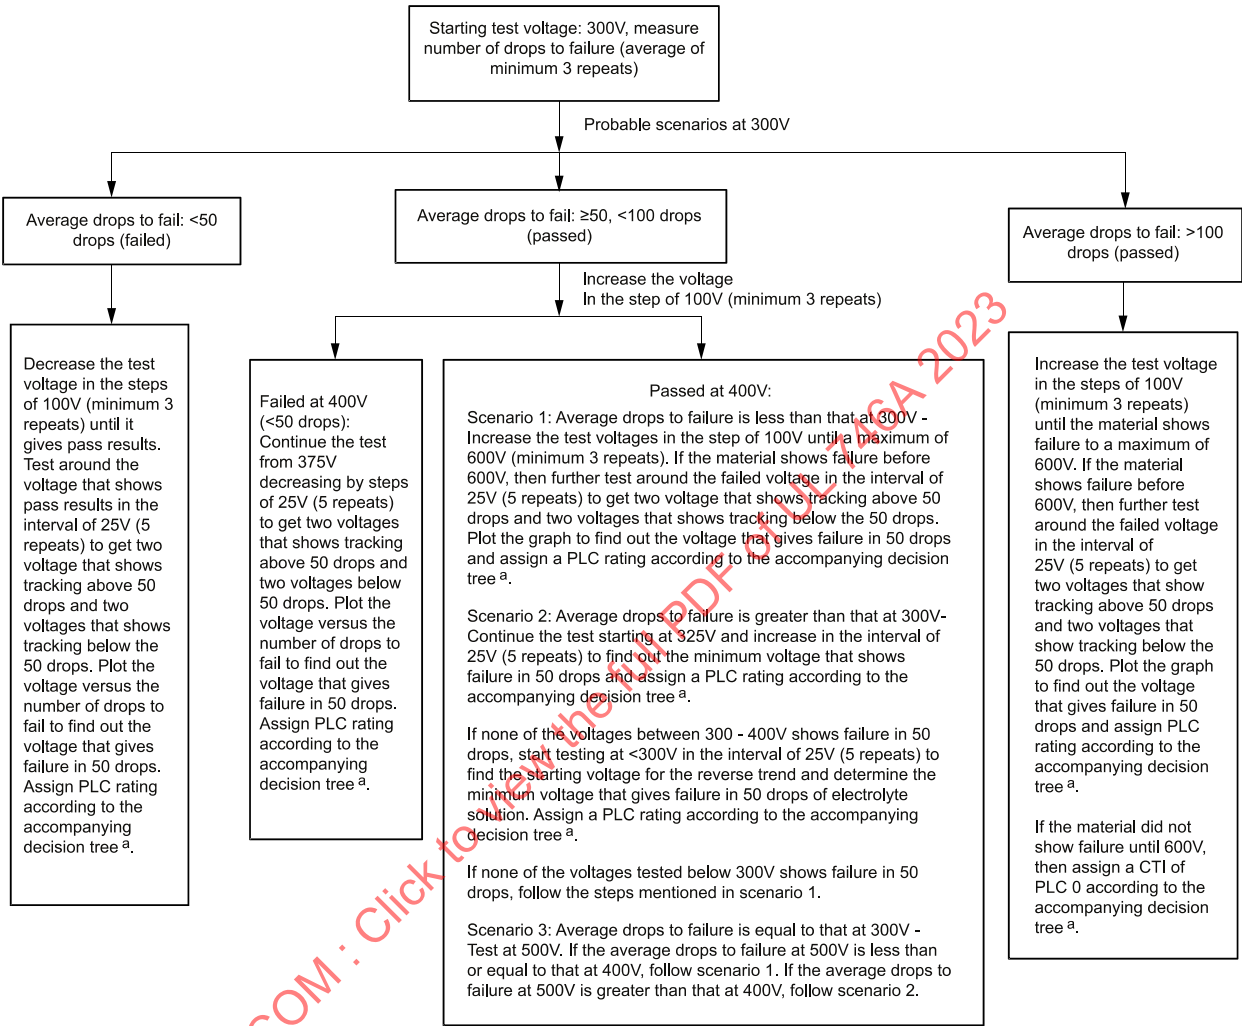 Starting test voltage: 300V, measure
number of drops to failure (average of
minimum 3 repeats)
Probable scenarios at 300V
Average drops to fail: <50
drops (failed)
Average drops to fail: ≥50, <100 drops
(passed)
Average drops to fail: >100
drops (passed)
Increase the voltage
In the step of 100V (minimum 3 repeats)
Decrease the test
voltage in the steps
of 100V (minimum 3
repeats) until it
gives pass results.
Test around the
voltage that shows
pass results in the
interval of 25V (5
repeats) to get two
voltage that shows
tracking above 50
drops and two
voltages that shows
tracking below the
50 drops. Plot the
voltage versus the
number of drops to
fail to find out the
voltage that gives
failure in 50 drops.
Assign PLC rating
according to the
accompanying
decision tree a.
Failed at 400V
(<50 drops):
Continue the test
from 375V
decreasing by steps
of 25V (5 repeats)
to get two voltages
that shows tracking
above 50 drops and
two voltages below
50 drops. Plot the
voltage versus the
number of drops to
fail to find out the
voltage that gives
failure in 50 drops.
Assign PLC rating
according to the
accompanying
decision tree a.
Passed at 400V:
Scenario 1: Average drops to failure is less than that at 300V -
Increase the test voltages in the step of 100V until a maximum of
600V (minimum 3 repeats). If the material shows failure before
600V, then further test around the failed voltage in the interval of
25V (5 repeats) to get two voltage that shows tracking above 50
drops and two voltages that shows tracking below the 50 drops.
Plot the graph to find out the voltage that gives failure in 50 drops
and assign a PLC rating according to the accompanying decision
tree a.
Scenario 2: Average drops to failure is greater than that at 300V-
Continue the test starting at 325V and increase in the interval of
25V (5 repeats) to find out the minimum voltage that shows
failure in 50 drops and assign a PLC rating according to the
accompanying decision tree a.
If none of the voltages between 300 - 400V shows failure in 50
drops, start testing at <300V in the interval of 25V (5 repeats) to
find the starting voltage for the reverse trend and determine the
minimum voltage that gives failure in 50 drops of electrolyte
solution. Assign a PLC rating according to the accompanying
decision tree a.
If none of the voltages tested below 300V shows failure in 50
drops, follow the steps mentioned in scenario 1.
Scenario 3: Average drops to failure is equal to that at 300V -
Test at 500V. If the average drops to failure at 500V is less than
or equal to that at 400V, follow scenario 1. If the average drops to
failure at 500V is greater than that at 400V, follow scenario 2.
Increase the test voltage
in the steps of 100V
(minimum 3 repeats)
until the material shows
failure to a maximum of
600V. If the material
shows failure before
600V, then further test
around the failed voltage
in the interval of
25V (5 repeats) to get
two voltages that show
tracking above 50 drops
and two voltages that
show tracking below the
50 drops. Plot the graph
to find out the voltage
that gives failure in 50
drops and assign PLC
rating according to the
accompanying decision
tree a.
If the material did not
show failure until 600V,
then assign a CTI of
PLC 0 according to the
accompanying decision
tree a.
COM : Click to view the full PDF of UL 746A 2023